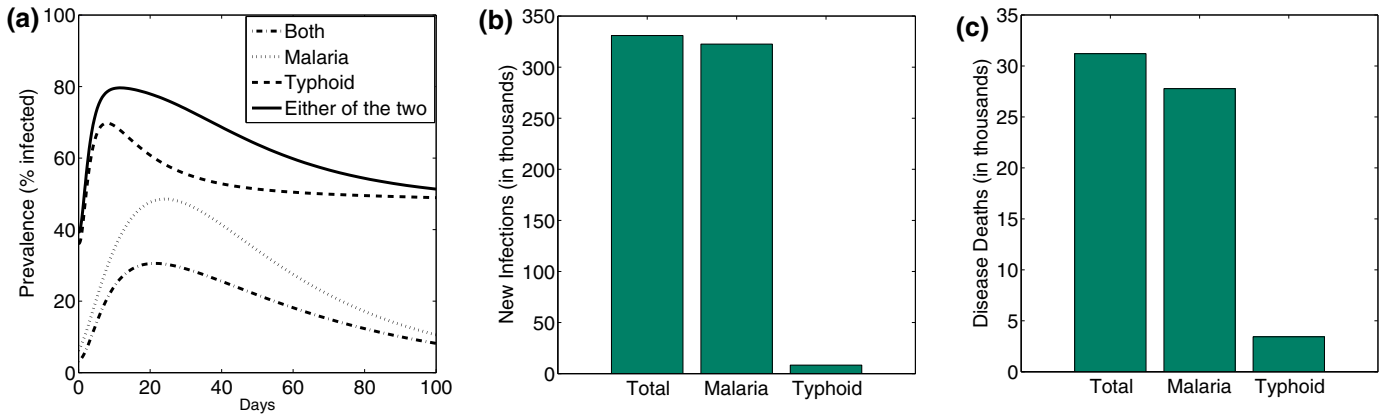 (a)
100
80
60
40
20
0
Prevalence (% infected)
0 20 40 60 80 100
Days
Both
Malaria
Typhoid
Either of the two
(b)
350
300
250
200
150
100
50
0
New Infections (in thousands)
Total Malaria Typhoid
(c)
35
30
25
20
15
10
5
0
Disease Deaths (in thousands)
Total Malaria Typhoid